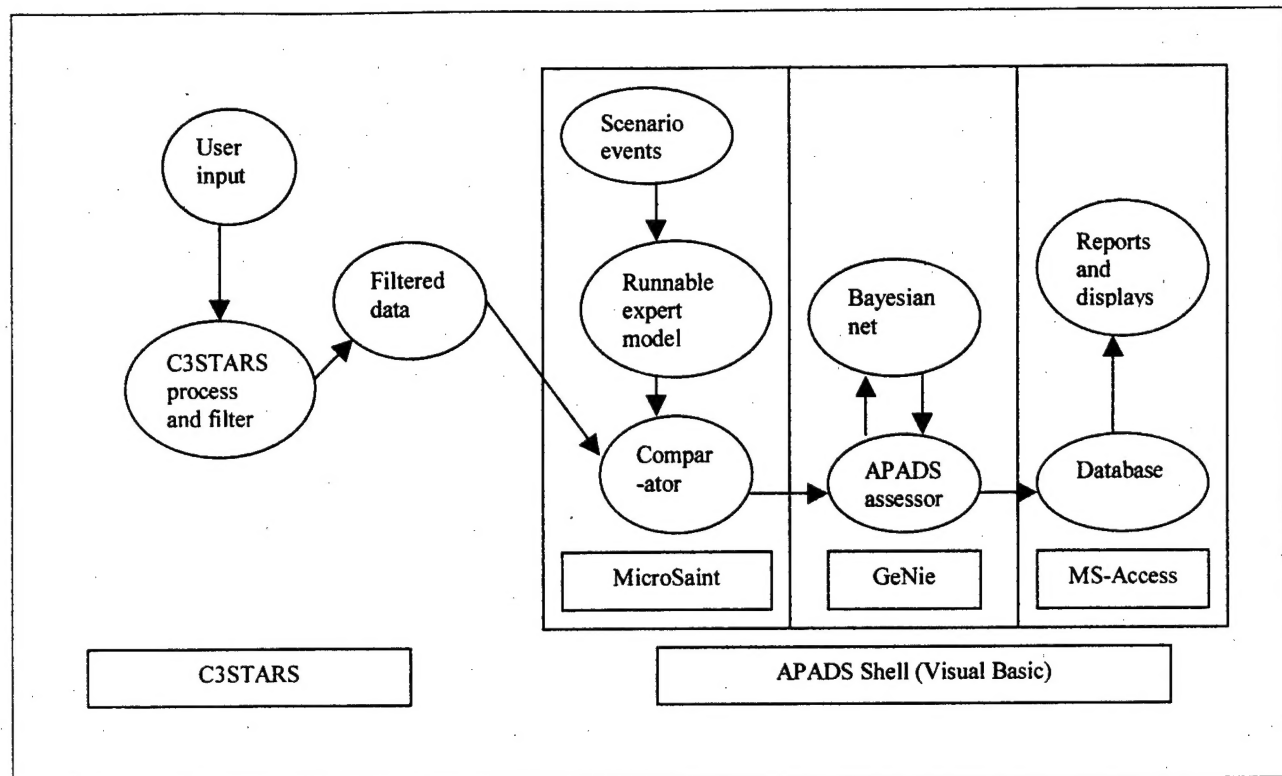 User
input
C3STARS
process
and filter
Filtered
data
Scenario
events
Runnable
expert
model
Compar
-ator
MicroSaint
Bayesian
net
APADS
assessor
GeNie
Reports
and
displays
Database
MS-Access
C3STARS
APADS Shell (Visual Basic)